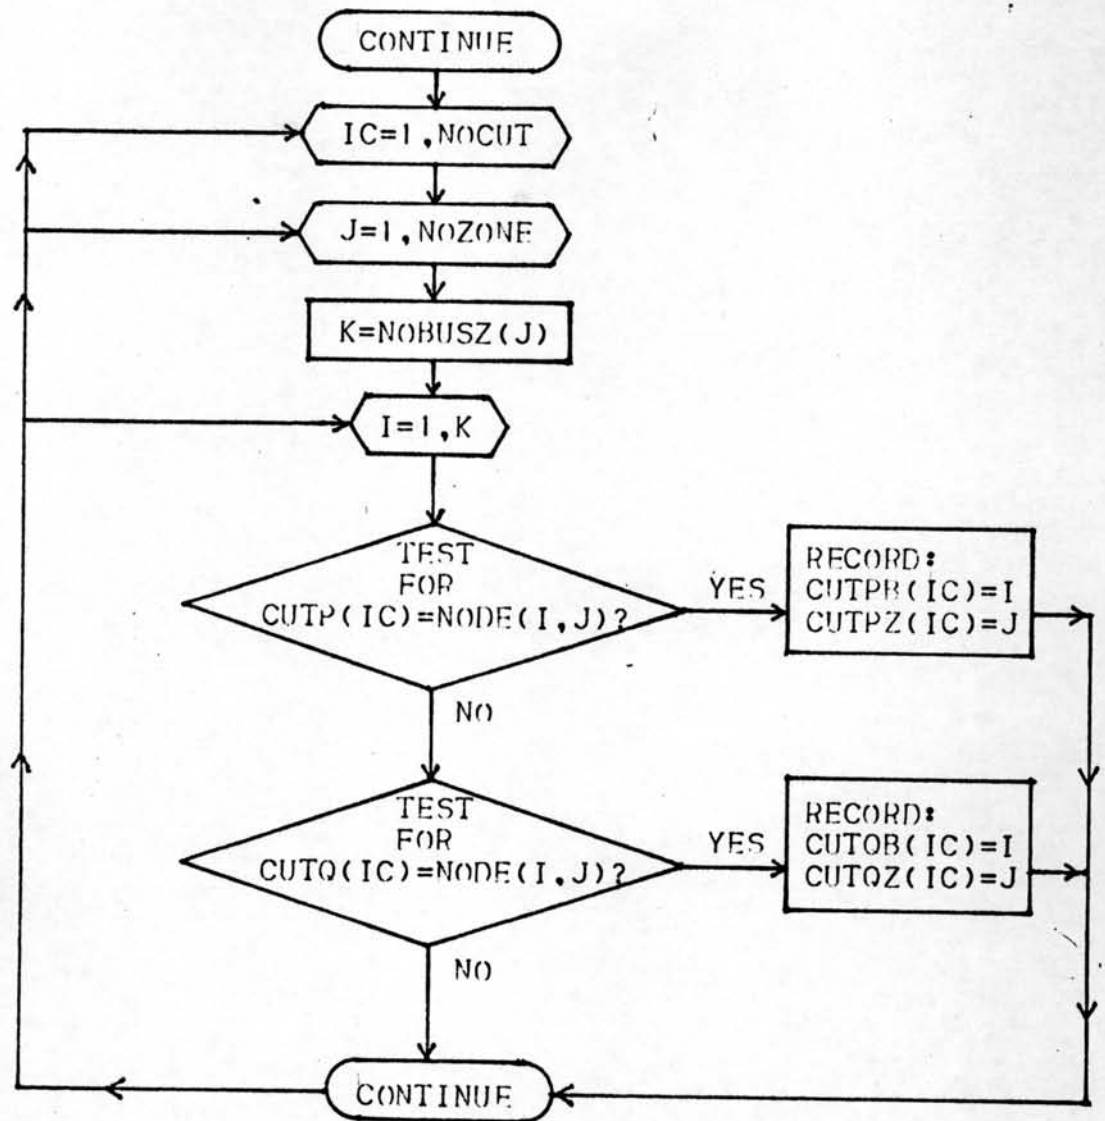 CONTINUE
IC=1,NOCUT
J=1,NOZONE
K=NOBUSZ(J)
I=1,K
TEST
FOR
CUTP(IC)=NODE(I,J)?
YES
RECORD:
CUTPB(IC)=I
CUTPZ(IC)=J
NO
TEST
FOR
CUTQ(IC)=NODE(I,J)?
YES
RECORD:
CUTQB(IC)=I
CUTQZ(IC)=J
NO
CONTINUE